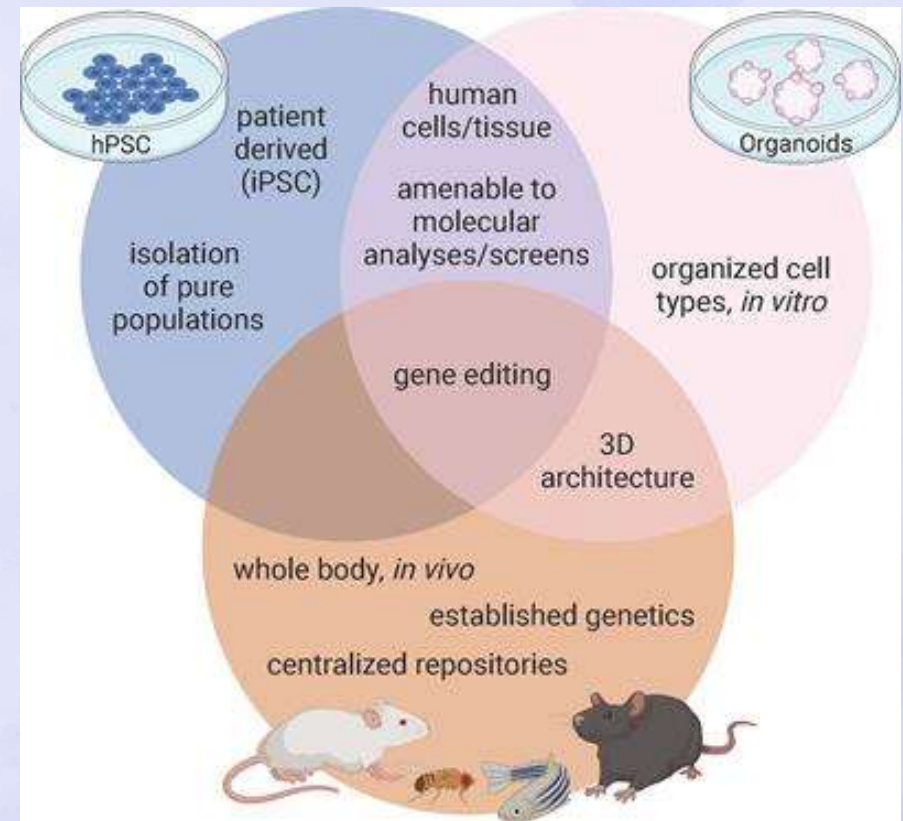 hPSC
patient
derived
(iPSC)
isolation
of pure
populations
human
cells/tissue
amenable to
molecular
analyses/screens
Organoids
organized cell
types, in vitro
gene editing
3D
architecture
whole body, in vivo
established genetics
centralized repositories